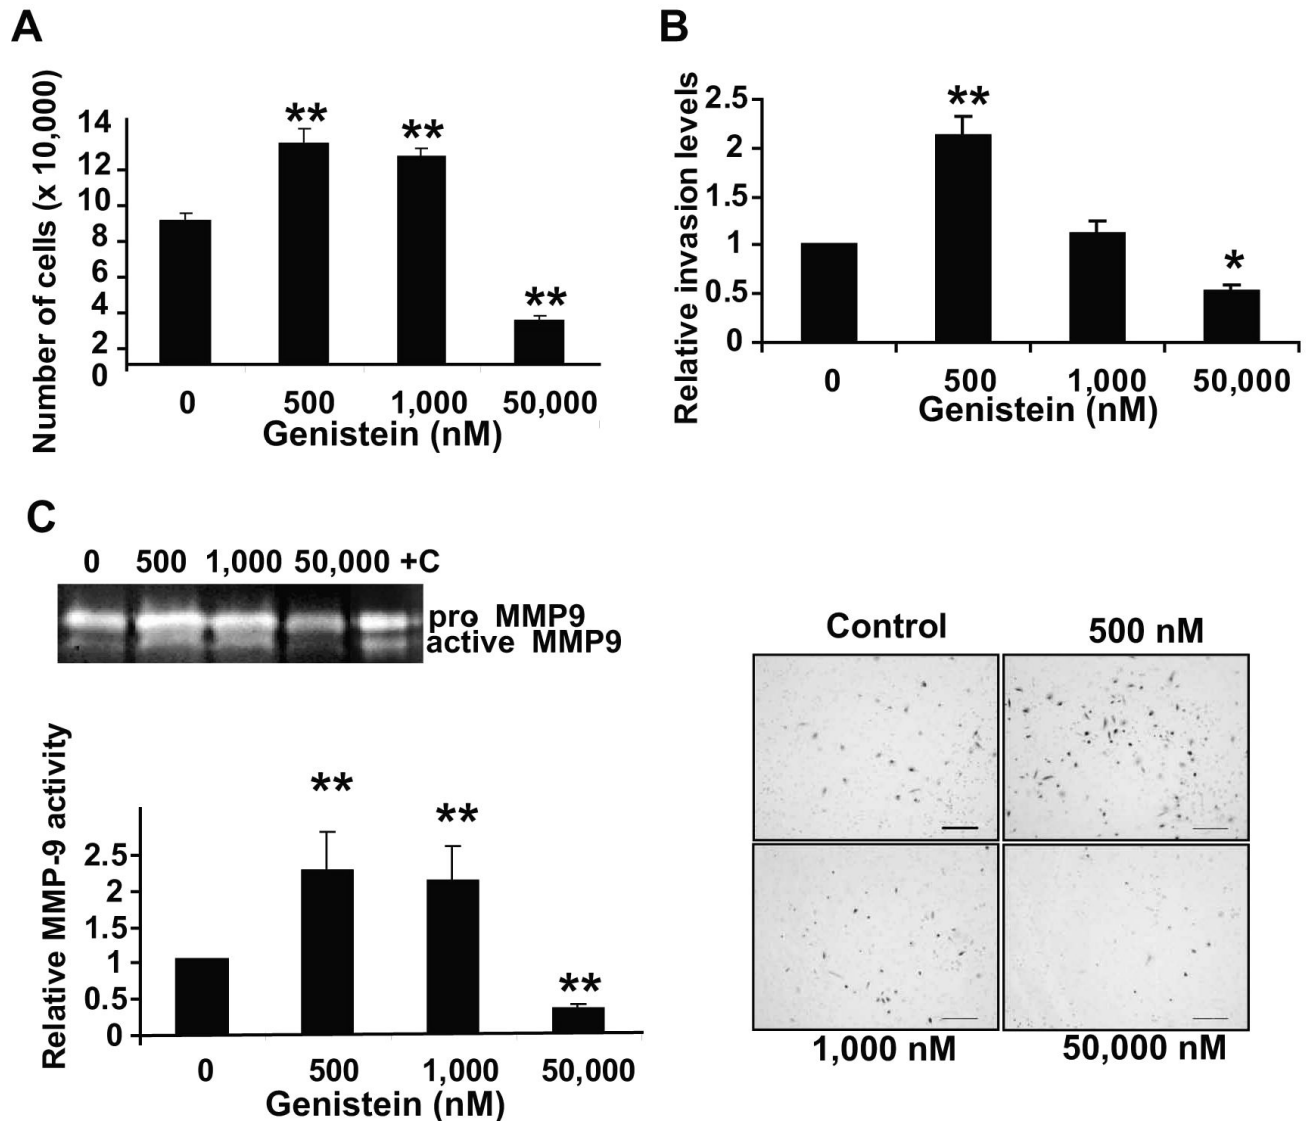 A
Number of cells (x 10,000)
14
12
10
8
6
4
2
0
**
**
**
0 500 1,000 50,000
Genistein (nM)
B
Relative invasion levels
2.5
2
1.5
1
0.5
0
**
*
0 500 1,000 50,000
Genistein (nM)
C
0 500 1,000 50,000 +C
pro MMP9
active MMP9
Relative MMP-9 activity
2.5
2
1.5
1
0.5
0
**
**
**
0 500 1,000 50,000
Genistein (nM)
Control 500 nM
1,000 nM 50,000 nM